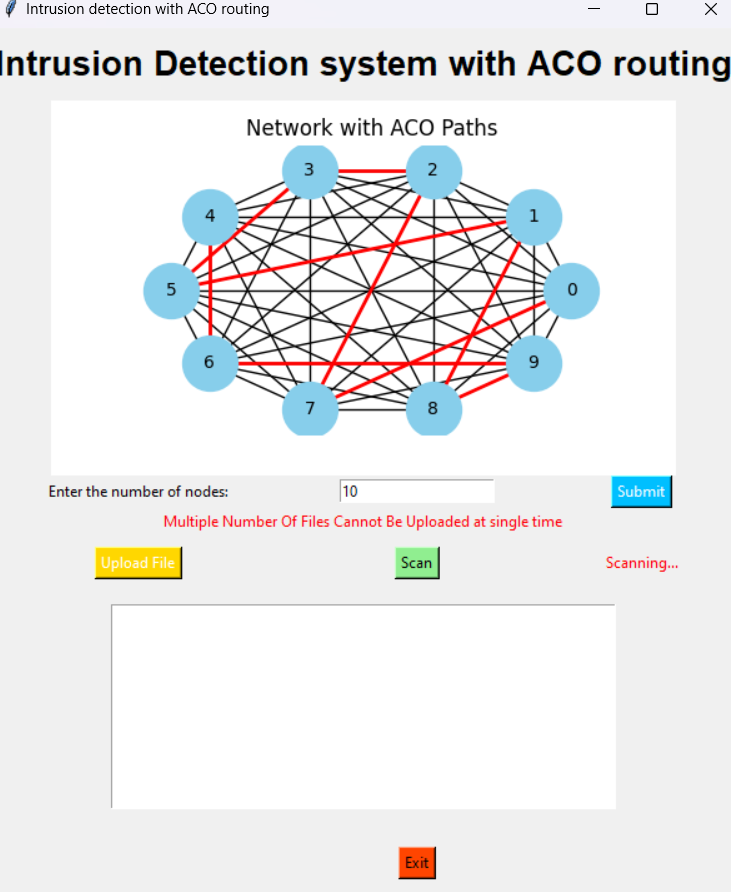 Intrusion detection with ACO routing
Intrusion Detection system with ACO routing
Network with ACO Paths
3 2
4 1
5 0
6 9
7 8
Enter the number of nodes: 10 Submit
Multiple Number Of Files Cannot Be Uploaded at single time
Upload File Scan Scanning...
Exit